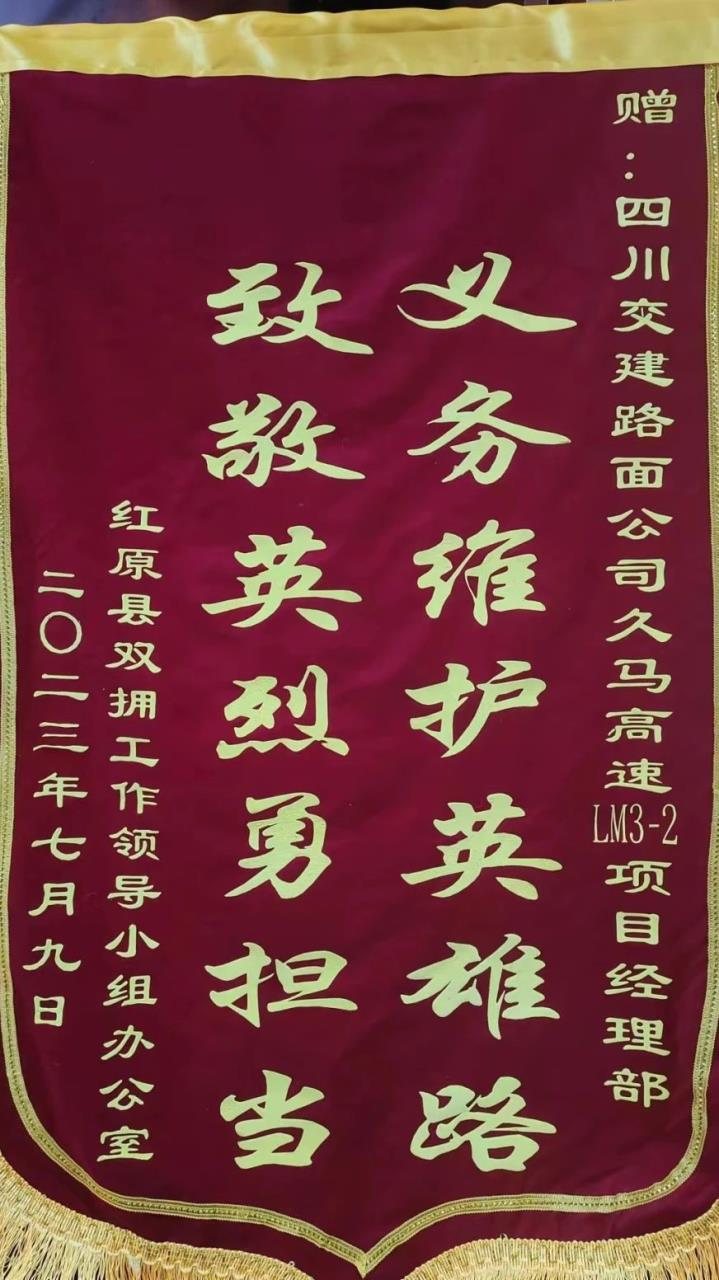 赠：四川交建路面公司久马高速LM3-2项目经理部
义务维护英雄路
致敬英烈勇担当
红原县双拥工作领导小组办公室
二〇二三年七月九日